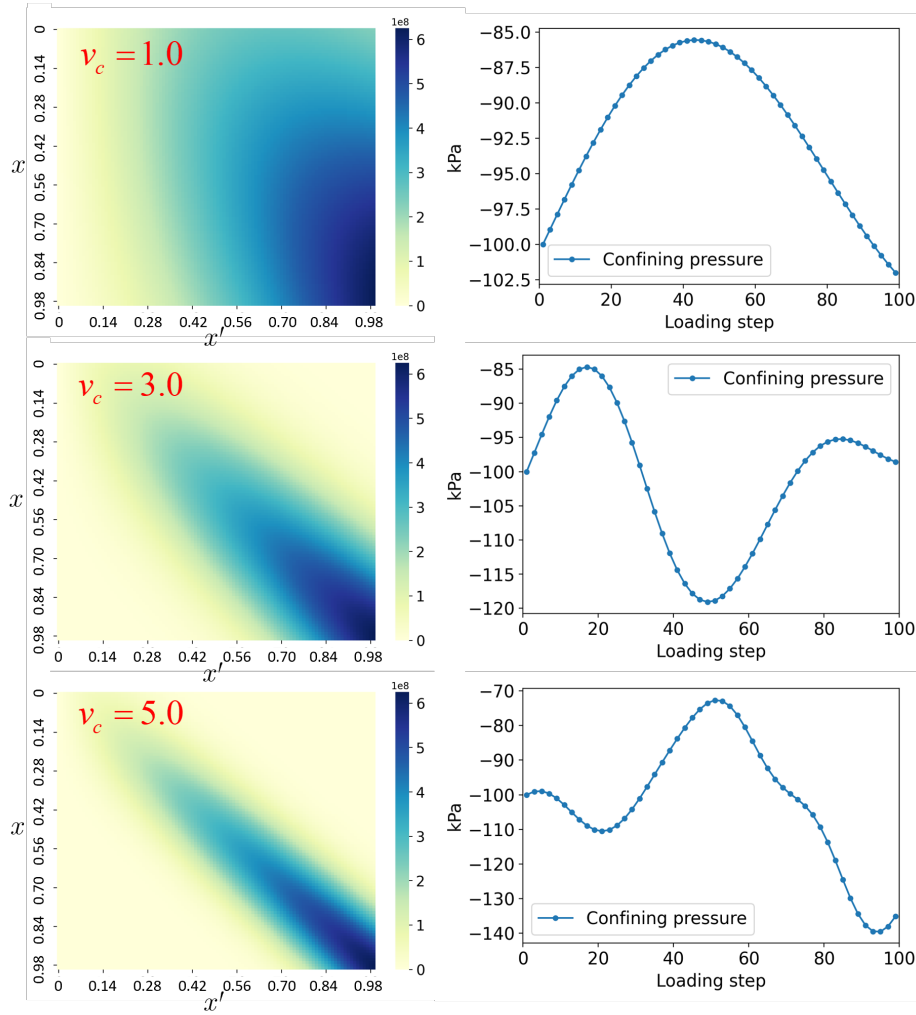 1e8
v_c = 1.0
x
0
0.14
0.28
0.42
0.56
0.70
0.84
0.98
0 0.14 0.28 0.42 0.56 0.70 0.84 0.98
x′
6
5
4
3
2
1
0
−85.0
−87.5
−90.0
−92.5
−95.0
−97.5
−100.0
−102.5
kPa
Confining pressure
0 20 40 60 80 100
Loading step
1e8
v_c = 3.0
x
0
0.14
0.28
0.42
0.56
0.70
0.84
0.98
0 0.14 0.28 0.42 0.56 0.70 0.84 0.98
x′
6
5
4
3
2
1
0
−85
−90
−95
−100
−105
−110
−115
−120
kPa
Confining pressure
0 20 40 60 80 100
Loading step
1e8
v_c = 5.0
x
0
0.14
0.28
0.42
0.56
0.70
0.84
0.98
0 0.14 0.28 0.42 0.56 0.70 0.84 0.98
x′
6
5
4
3
2
1
0
−70
−80
−90
−100
−110
−120
−130
−140
kPa
Confining pressure
0 20 40 60 80 100
Loading step